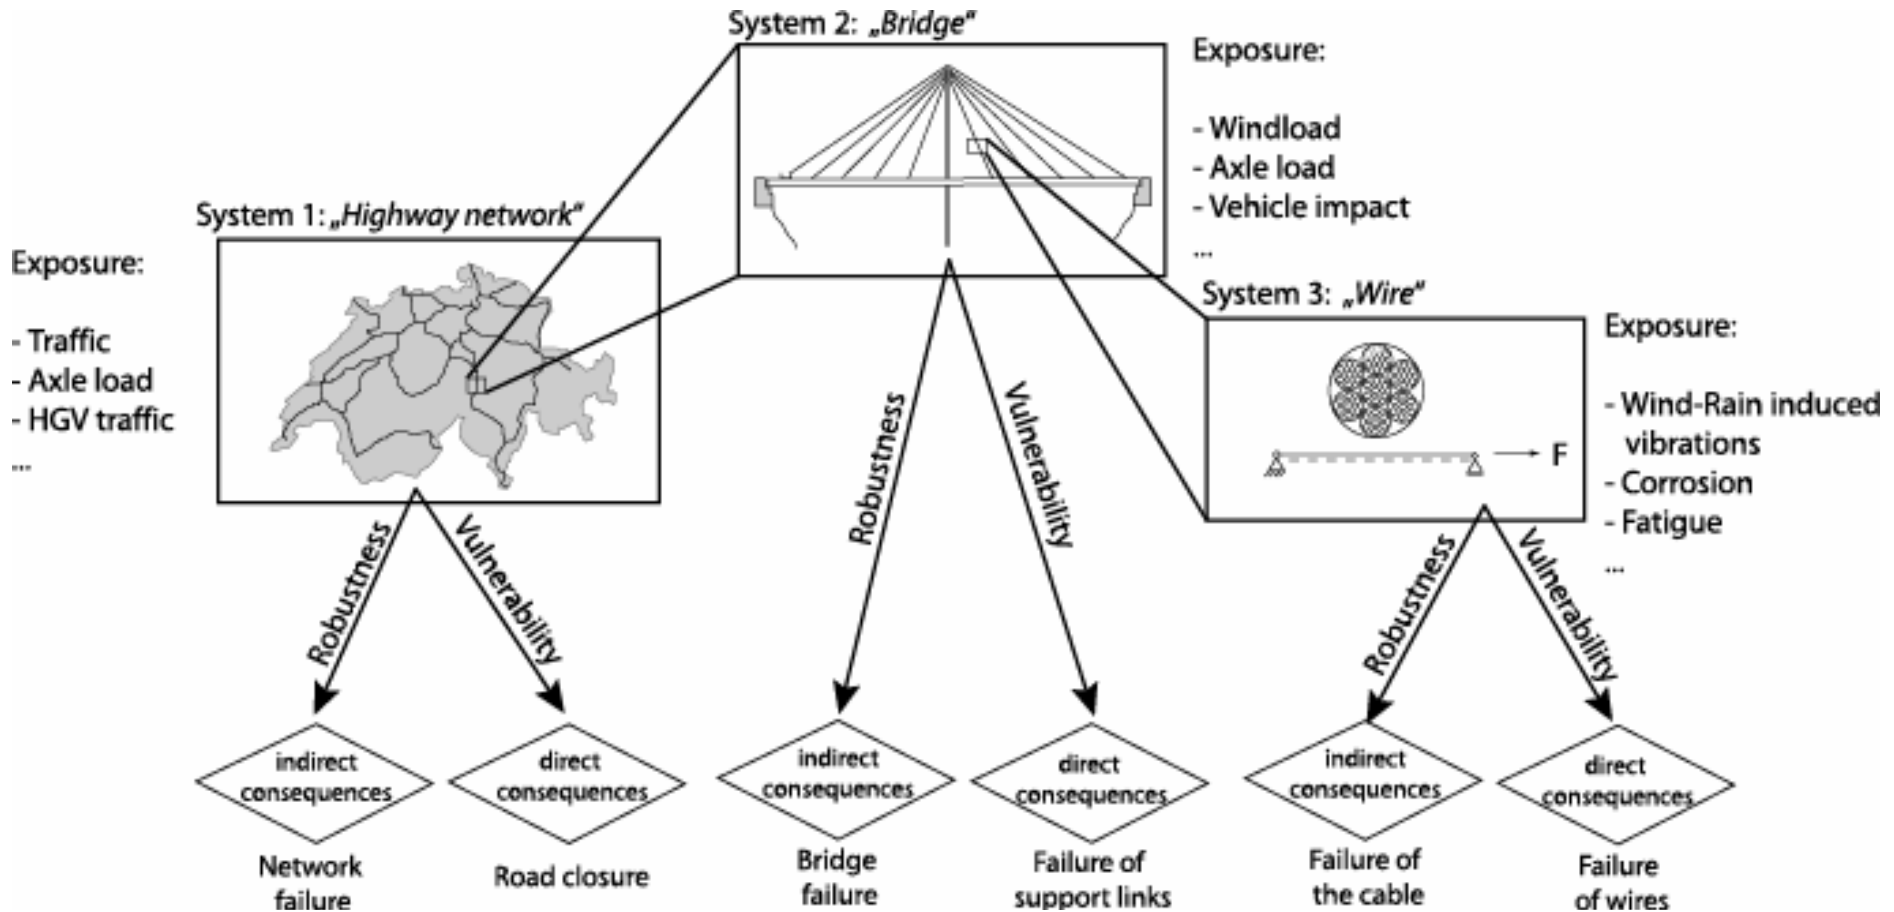 System 2: „Bridge“
Exposure:
- Windload
- Axle load
- Vehicle impact
...
System 1: „Highway network“
Exposure:
- Traffic
- Axle load
- HGV traffic
...
System 3: „Wire“
F
Exposure:
- Wind-Rain induced
vibrations
- Corrosion
- Fatigue
...
Robustness
Vulnerability
Robustness
Vulnerability
Robustness
Vulnerability
indirect
consequences
direct
consequences
indirect
consequences
direct
consequences
indirect
consequences
direct
consequences
Network
failure
Road closure
Bridge
failure
Failure of
support links
Failure of
the cable
Failure
of wires